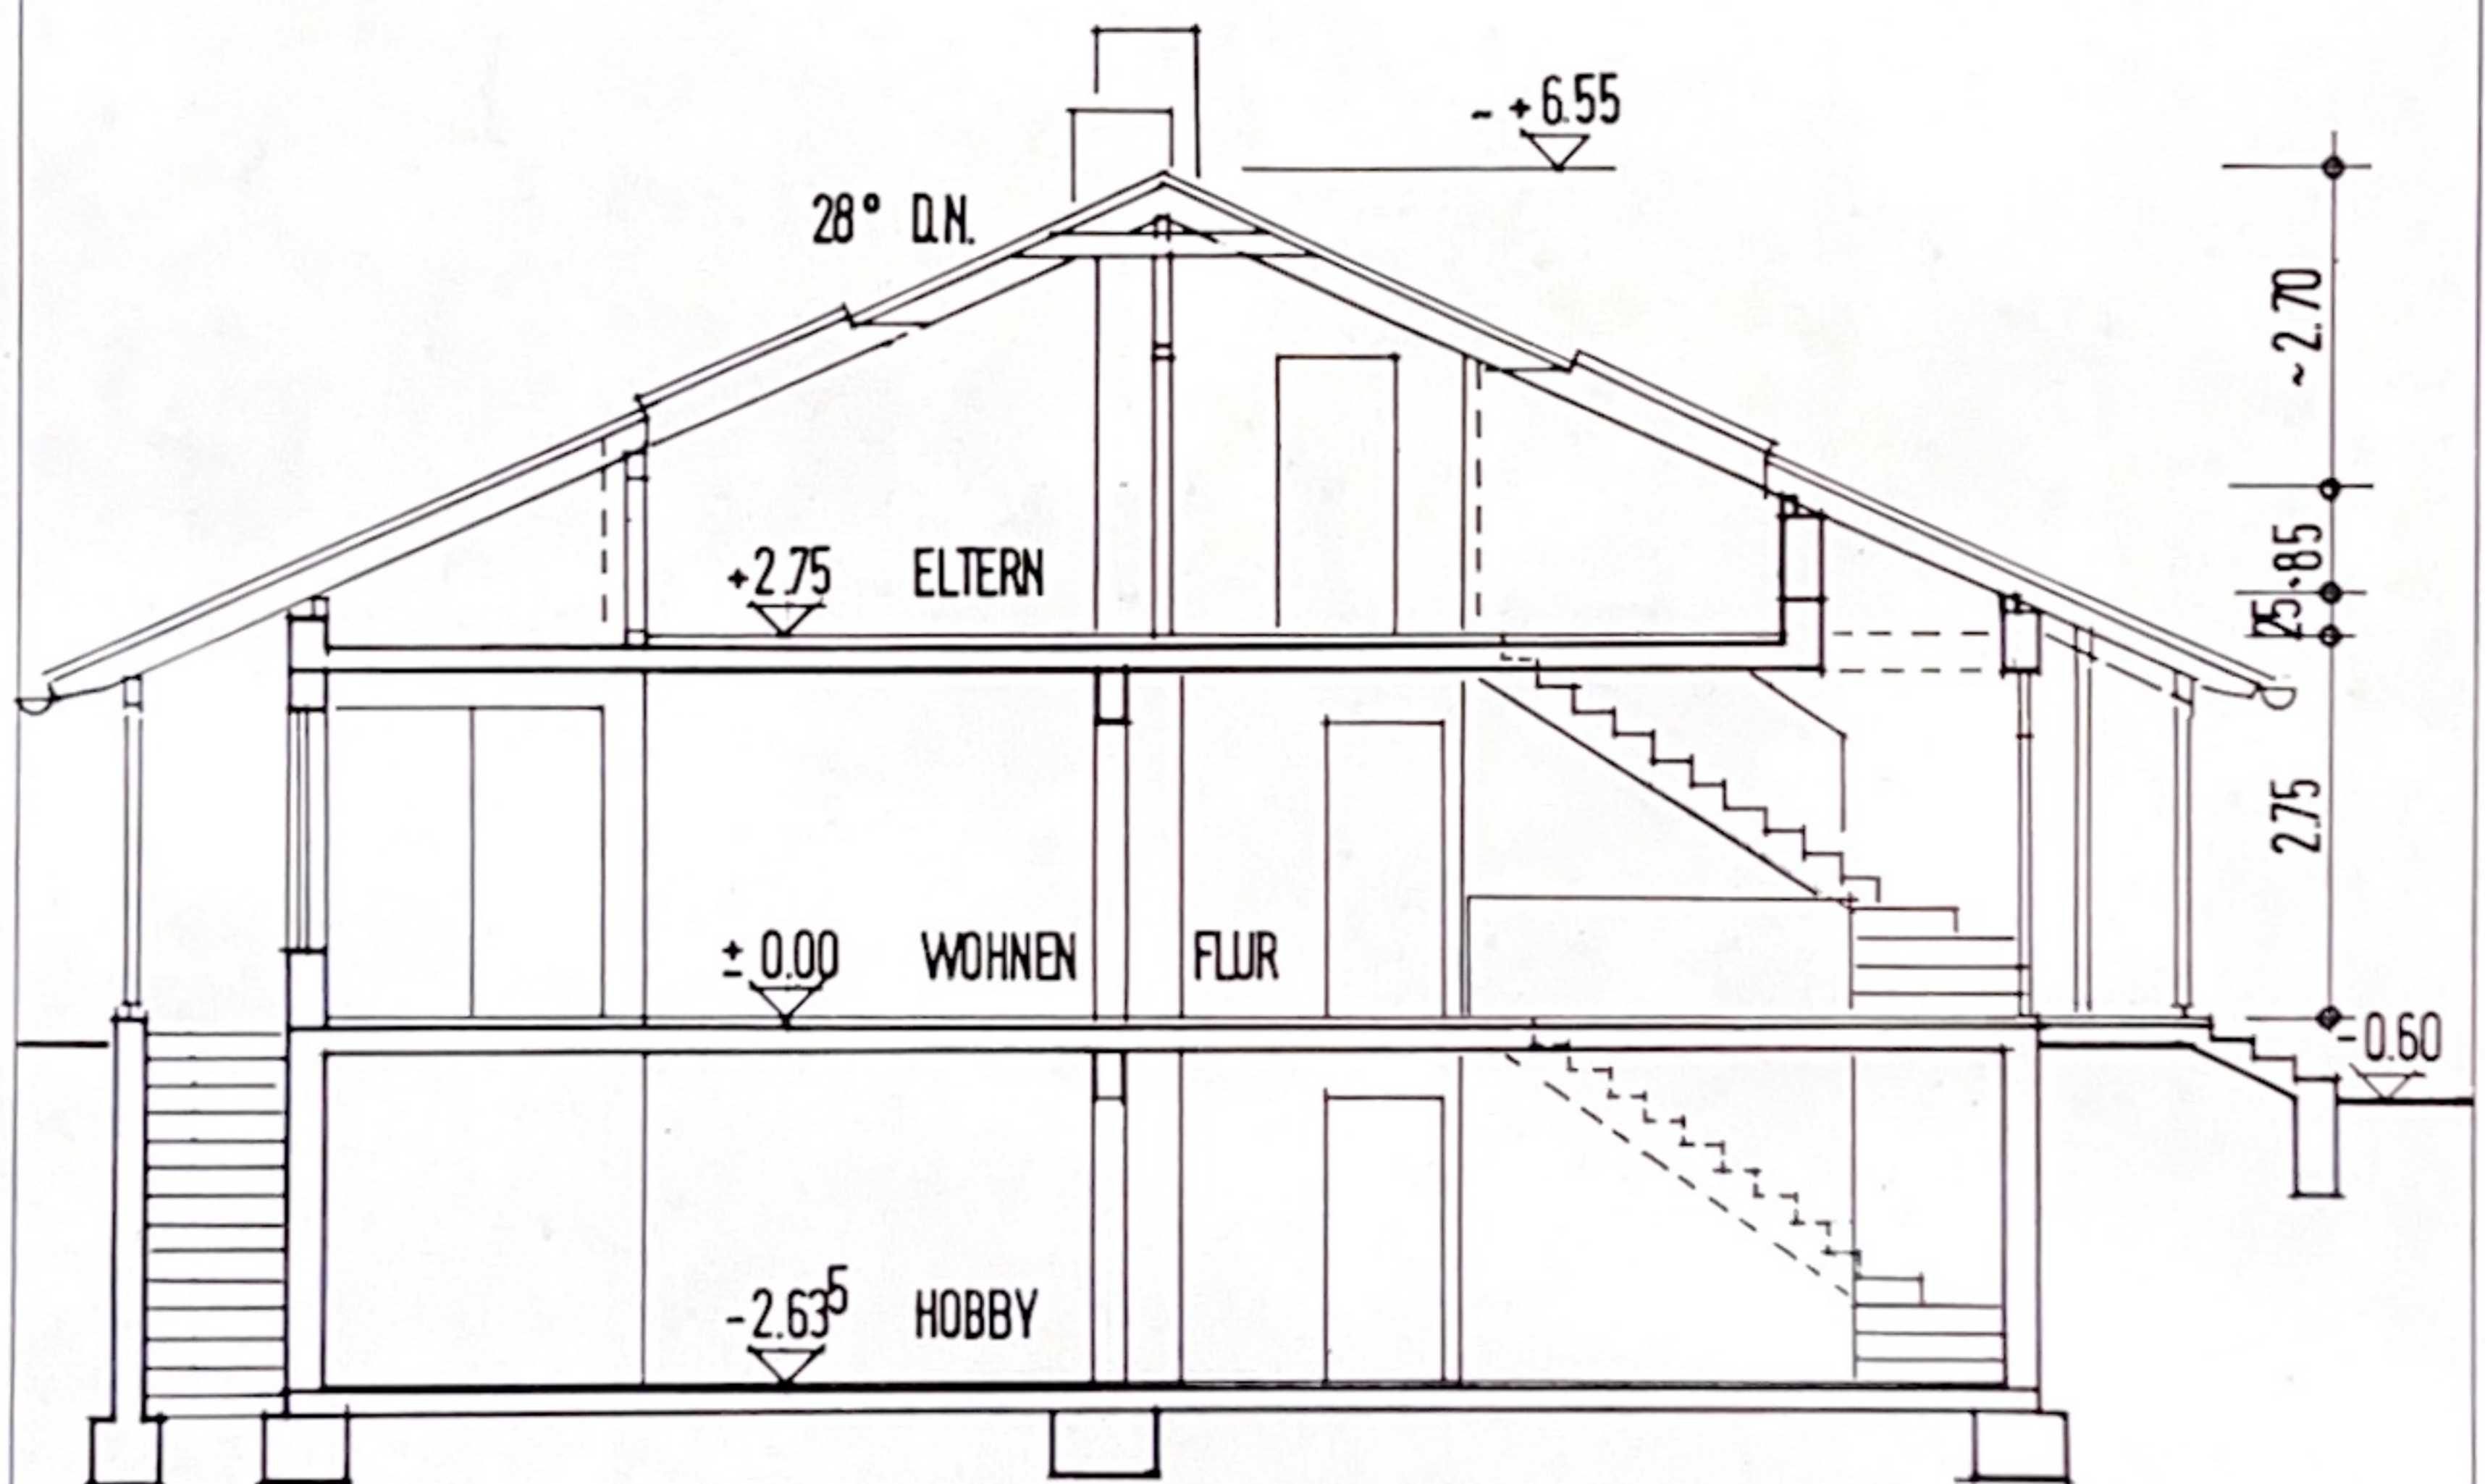 ~ +6.55
28° D.N.
~2.70
25 85
+2.75 ELTERN
2.75
± 0.00 WOHNEN FLUR
-0.60
-2.63⁵ HOBBY